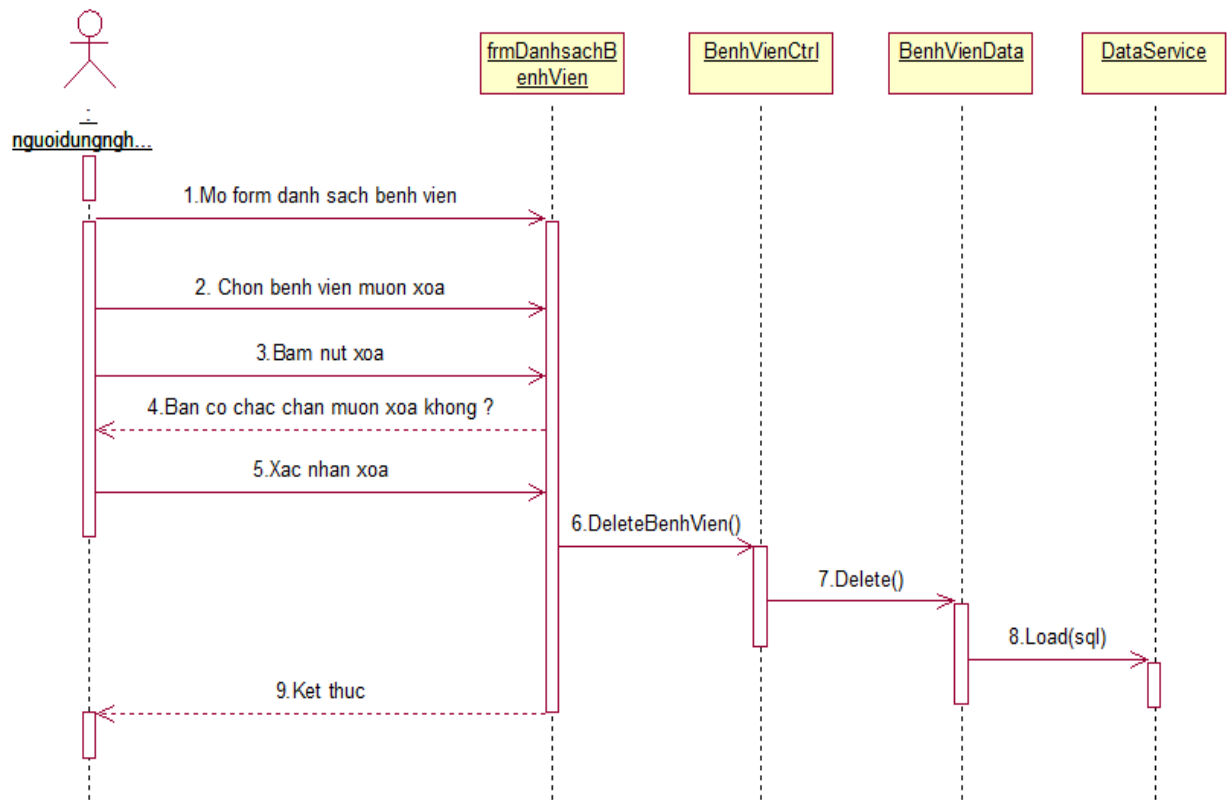 frmDanhsachB
enhVien
BenhVienCtrl
BenhVienData
DataService
:
nguoidungngh...
1.Mo form danh sach benh vien
2. Chon benh vien muon xoa
3.Bam nut xoa
4.Ban co chac chan muon xoa khong ?
5.Xac nhan xoa
6.DeleteBenhVien()
7.Delete()
8.Load(sql)
9.Ket thuc